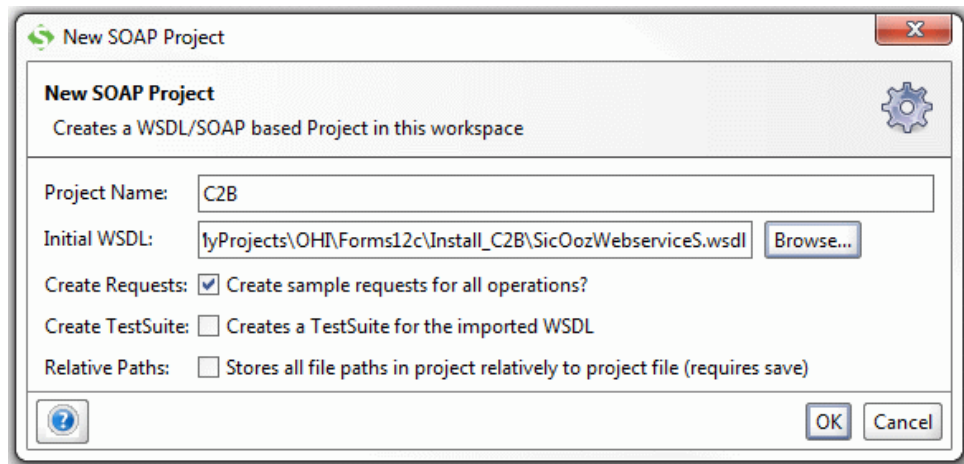 New SOAP Project
New SOAP Project
Creates a WSDL/SOAP based Project in this workspace
Project Name: C2B
Initial WSDL: MyProjects\OHI\Forms12c\Install_C2B\SicOozWebserviceS.wsdl Browse...
Create Requests: Create sample requests for all operations?
Create TestSuite: Creates a TestSuite for the imported WSDL
Relative Paths: Stores all file paths in project relatively to project file (requires save)
OK Cancel